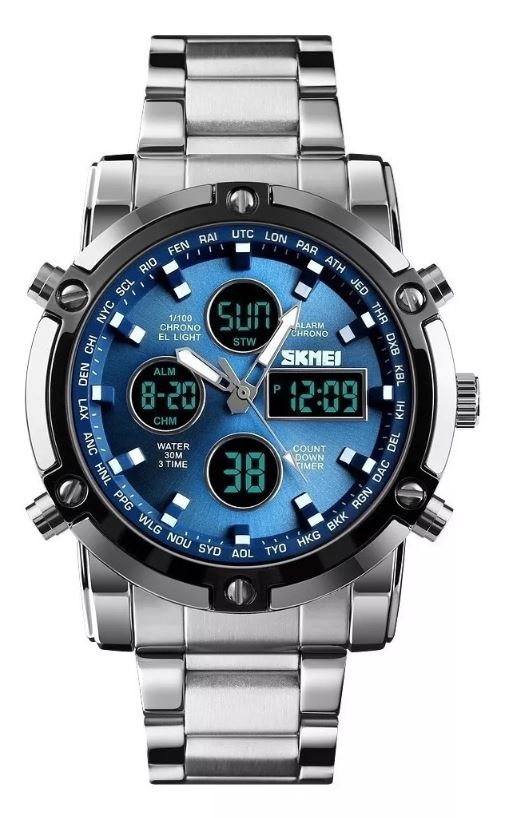 UTC LON PAR ATH JED THR DXB KBL KHI DEL DAC RGN BKK HKG TYO ADL SYD NOU WLG PPG HNL ANC LAX DEN CHI NYC SCL RIO FEN RAI
SUN
STW
1/100
CHRONO
EL LIGHT
ALARM
CHRONO
SKMEI
ALM
8-20
CHM
P 12:09
WATER
30M
3 TIME
38
COUNT
DOWN
TIMER